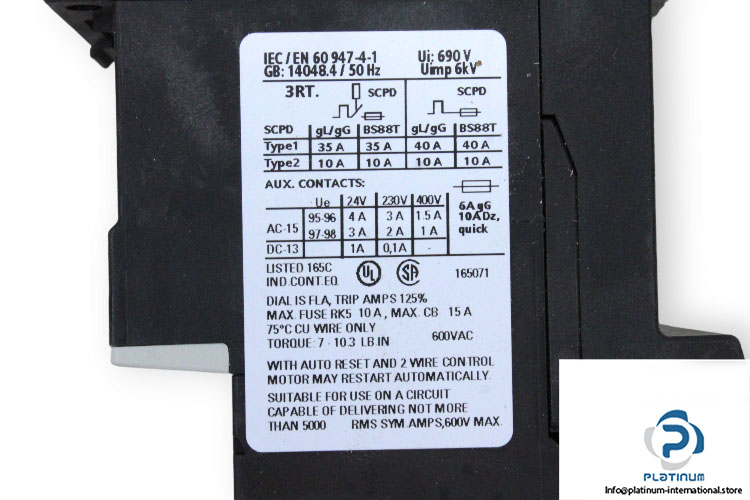 IEC/EN 60 947-4-1 Ui: 690 V
GB: 14048.4 / 50 Hz Uimp 6kV
3RT. SCPD SCPD
SCPD gL/gG BS88T gL/gG BS88T
Type1 35 A 35 A 40 A 40 A
Type2 10 A 10 A 10 A 10 A
AUX. CONTACTS:
Ue 24V 230V 400V
AC-15 95-96 4 A 3 A 1.5 A
97-98 3 A 2 A 1 A
DC-13 1A 0,1A -
6A gG
10A Dz,
quick
LISTED 165C
IND.CONT.EQ
UL SA 165071
DIAL IS FLA, TRIP AMPS 125%
MAX. FUSE RK5 10 A, MAX. CB 15 A
75°C CU WIRE ONLY
TORQUE: 7 - 10.3 LB.IN 600VAC
WITH AUTO RESET AND 2 WIRE CONTROL
MOTOR MAY RESTART AUTOMATICALLY.
SUITABLE FOR USE ON A CIRCUIT
CAPABLE OF DELIVERING NOT MORE
THAN 5000 RMS SYM.AMPS,600V MAX.
PLATINUM
Info@platinum-international.store